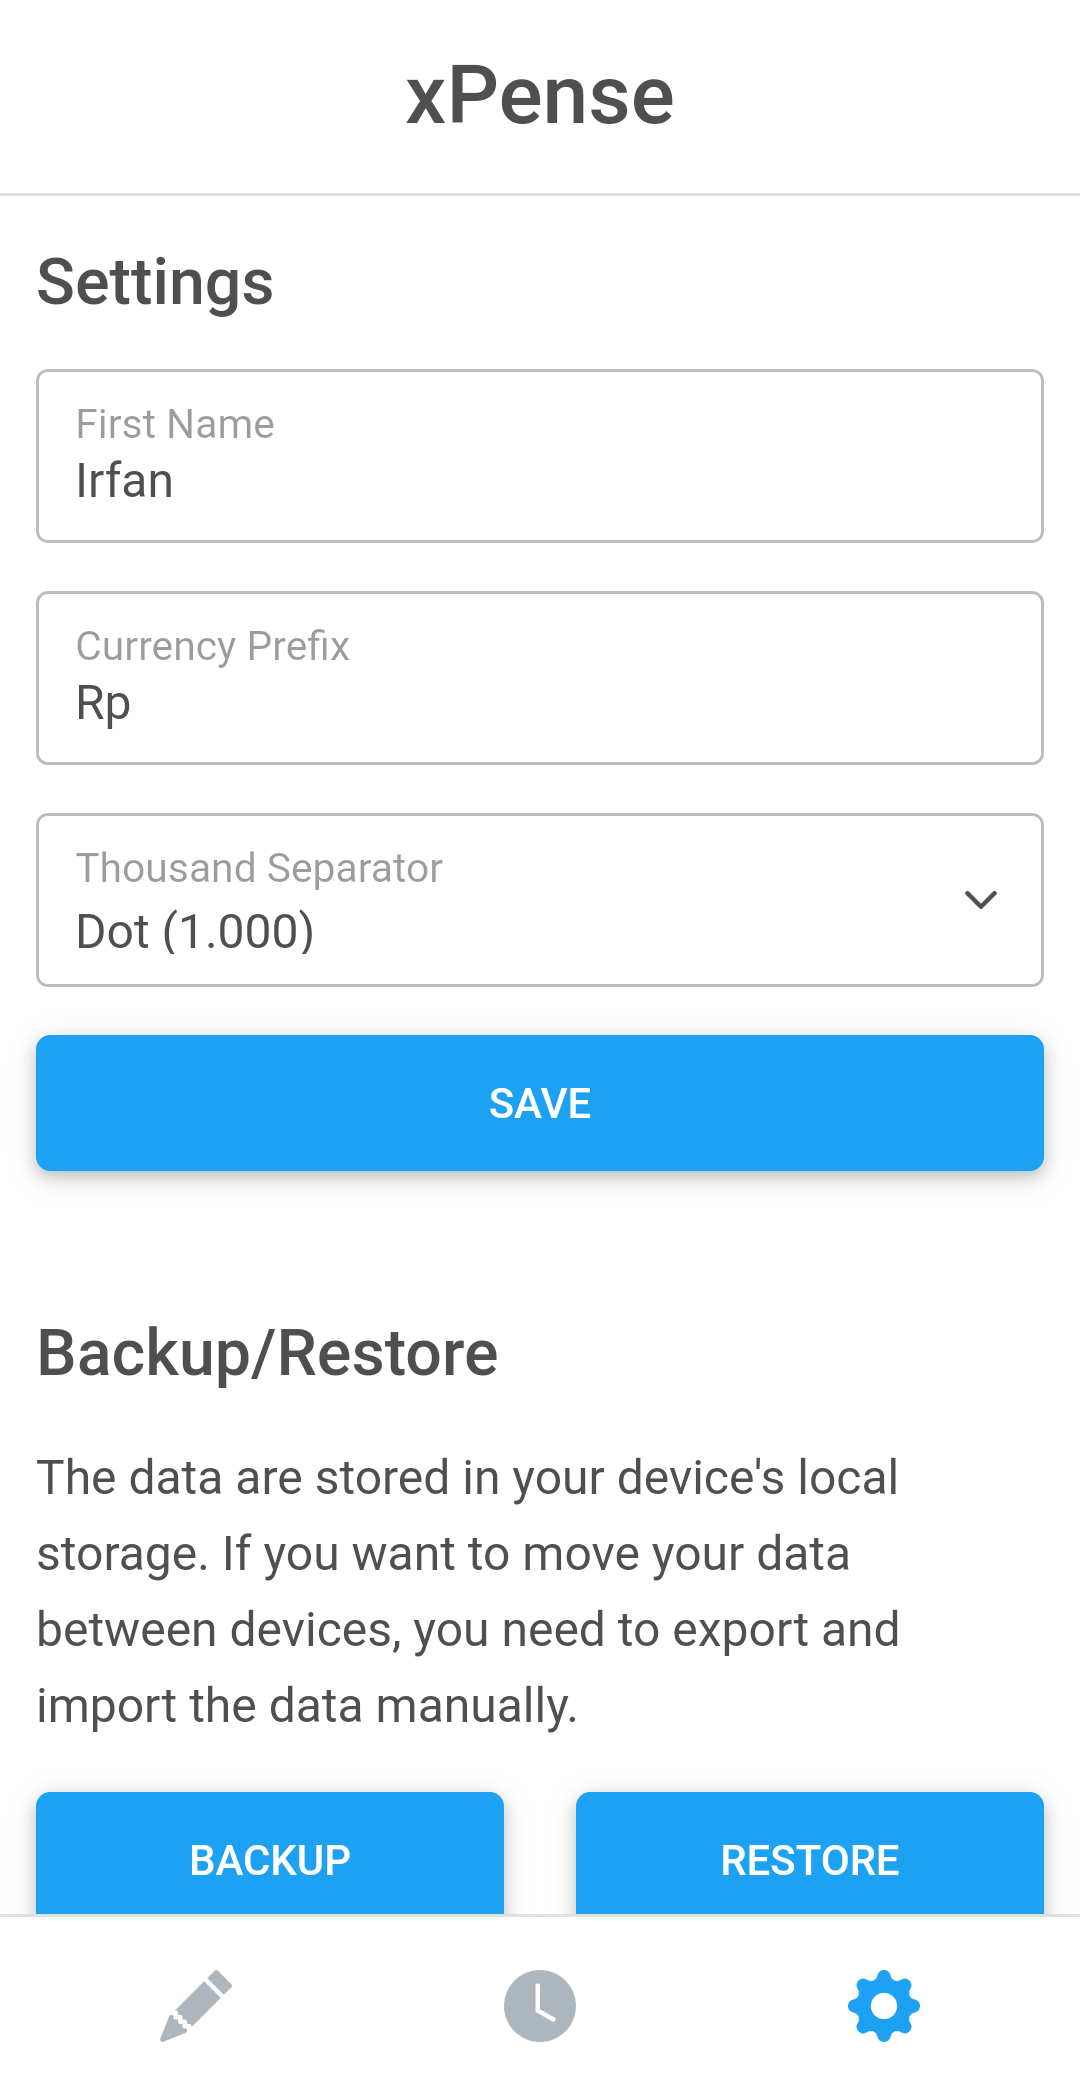 xPense
Settings
First Name
Irfan
Currency Prefix
Rp
Thousand Separator
Dot (1.000)
SAVE
Backup/Restore
The data are stored in your device's local
storage. If you want to move your data
between devices, you need to export and
import the data manually.
BACKUP
RESTORE